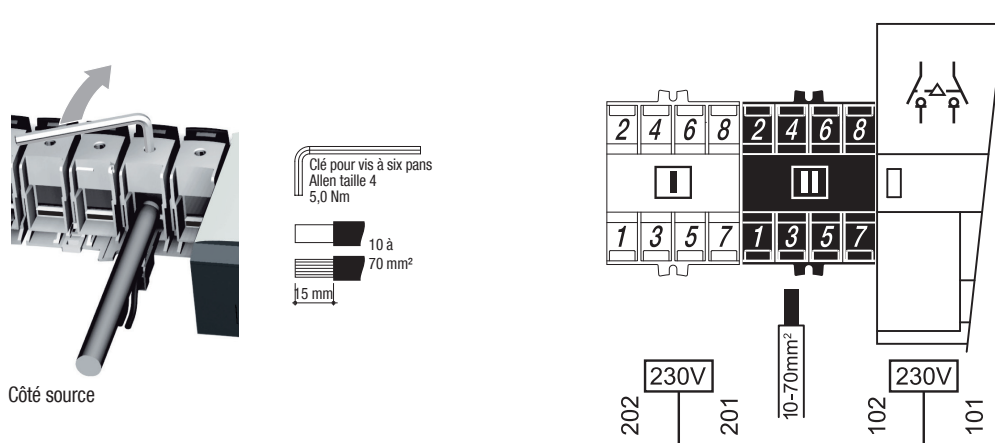 Côté source
Clé pour vis à six pans
Allen taille 4
5,0 Nm
10 à
70 mm²
15 mm
2 4 6 8 2 4 6 8
I II
1 3 5 7 1 3 5 7
10-70mm²
230V 230V
202 201 102 101